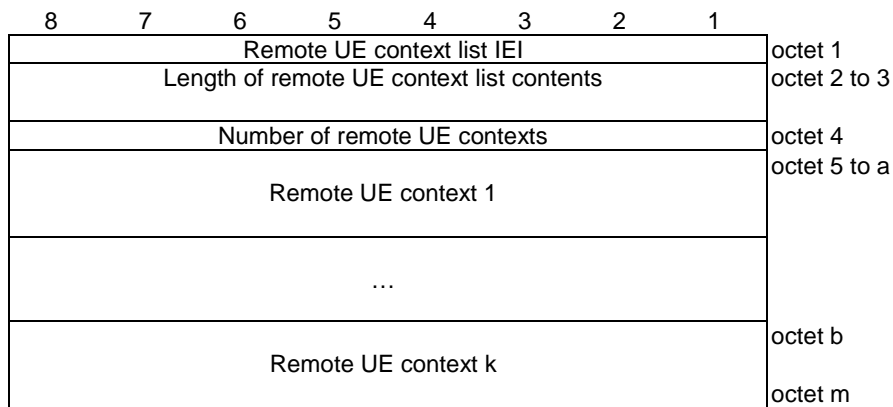 8 7 6 5 4 3 2 1
Remote UE context list IEI octet 1
Length of remote UE context list contents octet 2 to 3
Number of remote UE contexts octet 4
octet 5 to a
Remote UE context 1
…
octet b
Remote UE context k
octet m